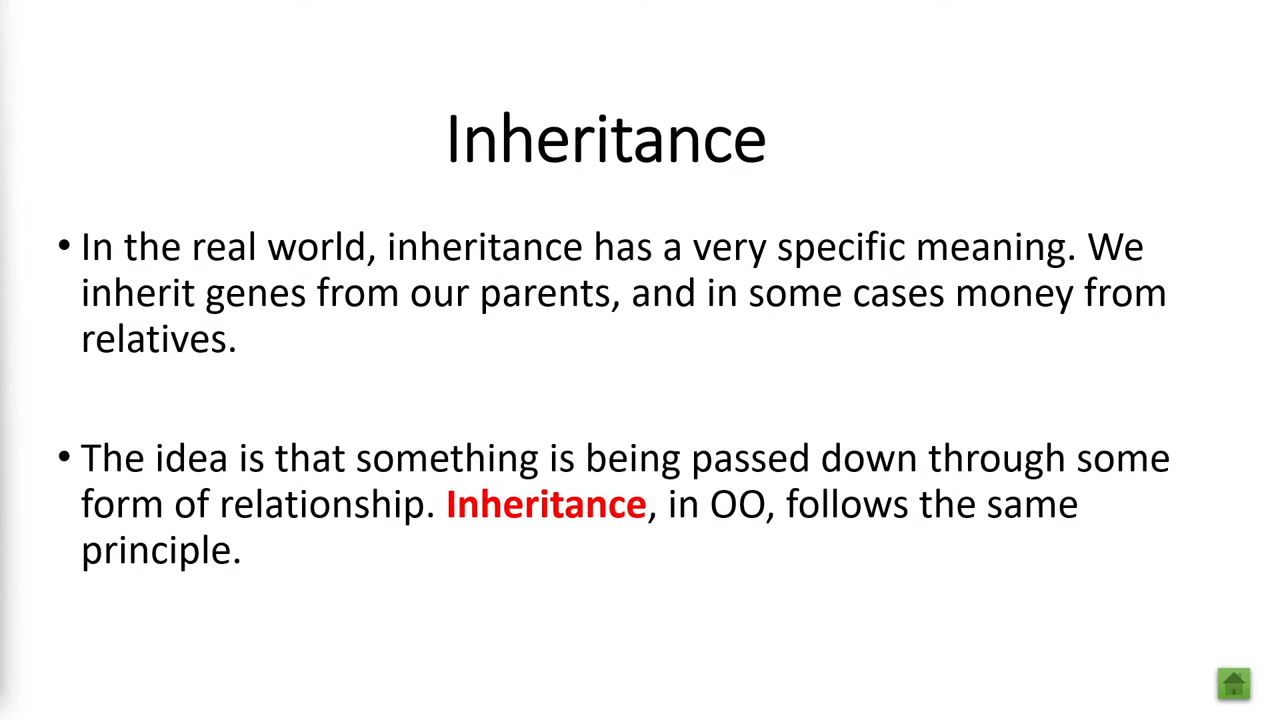 Inheritance
• In the real world, inheritance has a very specific meaning. We
inherit genes from our parents, and in some cases money from
relatives.
• The idea is that something is being passed down through some
form of relationship. Inheritance, in OO, follows the same
principle.